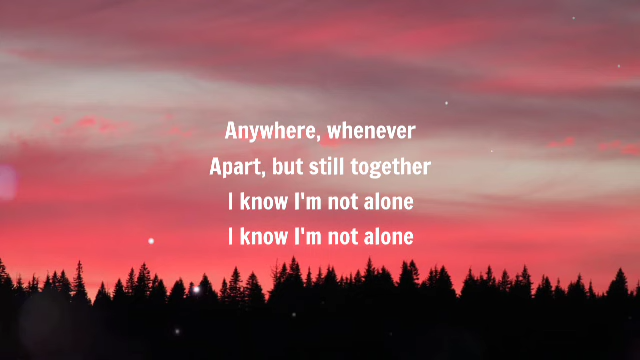 Anywhere, whenever
Apart, but still together
I know I'm not alone
I know I'm not alone